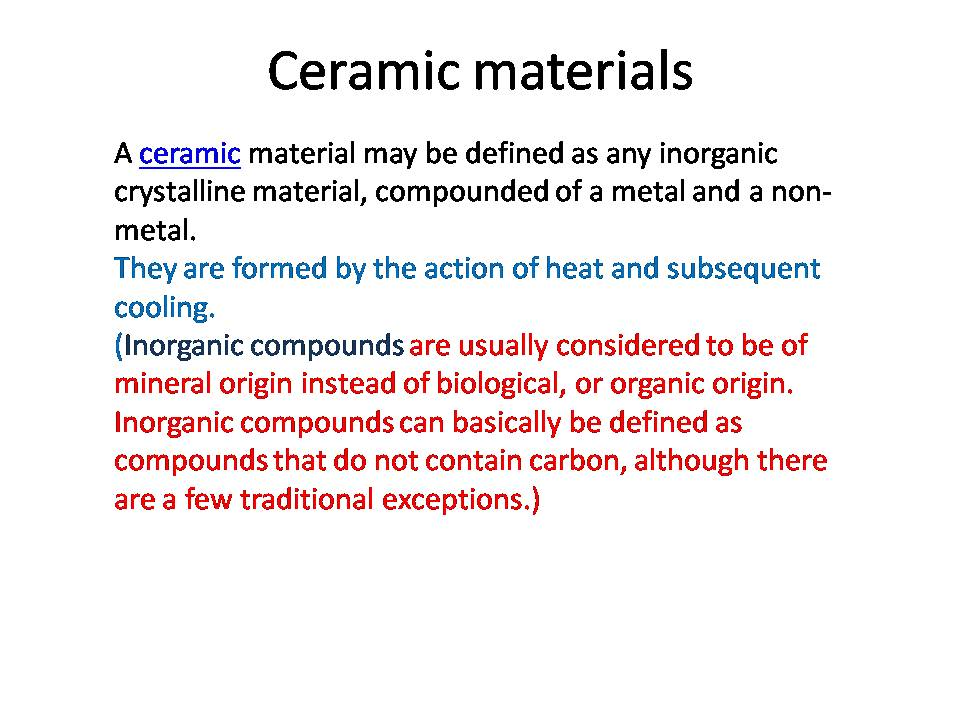 Ceramic materials
A ceramic material may be defined as any inorganic
crystalline material, compounded of a metal and a non-
metal.
They are formed by the action of heat and subsequent
cooling.
(Inorganic compounds are usually considered to be of
mineral origin instead of biological, or organic origin.
Inorganic compounds can basically be defined as
compounds that do not contain carbon, although there
are a few traditional exceptions.)